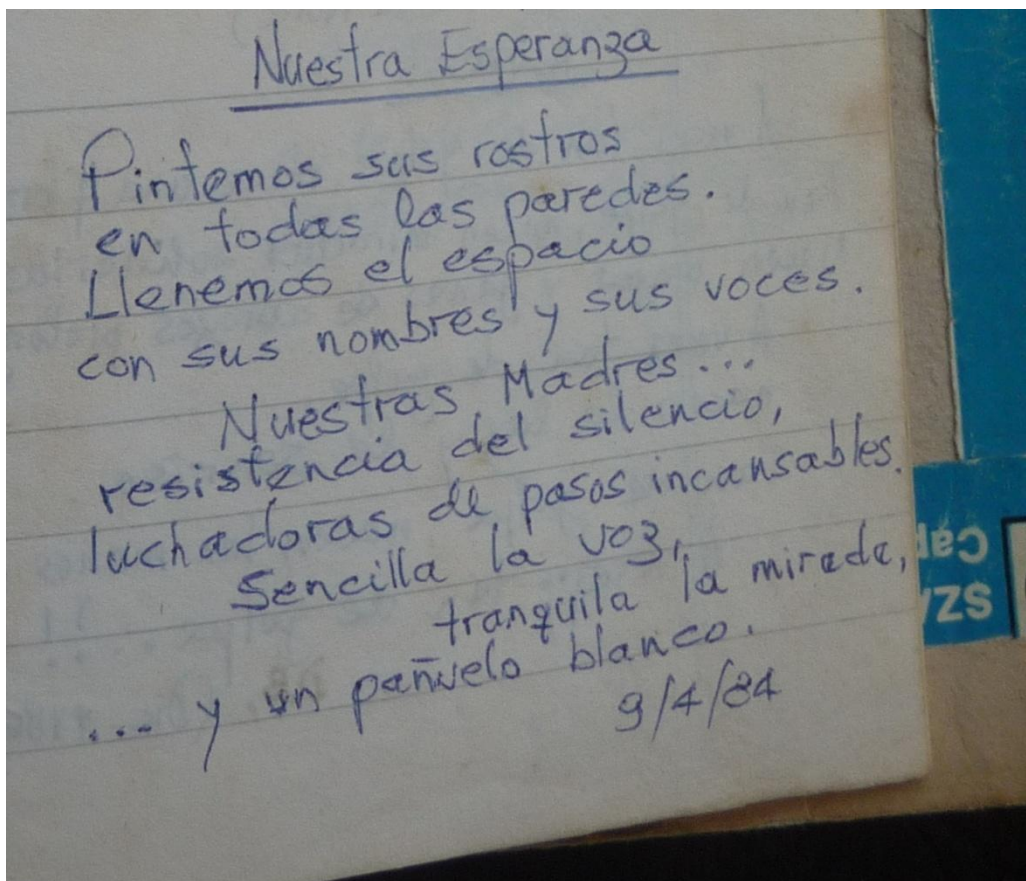 Nuestra Esperanza
Pintemos sus rostros
en todas las paredes.
Llenemos el espacio
con sus nombres y sus voces.
Nuestras Madres...
resistencia del silencio,
luchadoras de pasos incansables.
Sencilla la voz,
tranquila la mirada,
... y un pañuelo blanco.
9/4/84